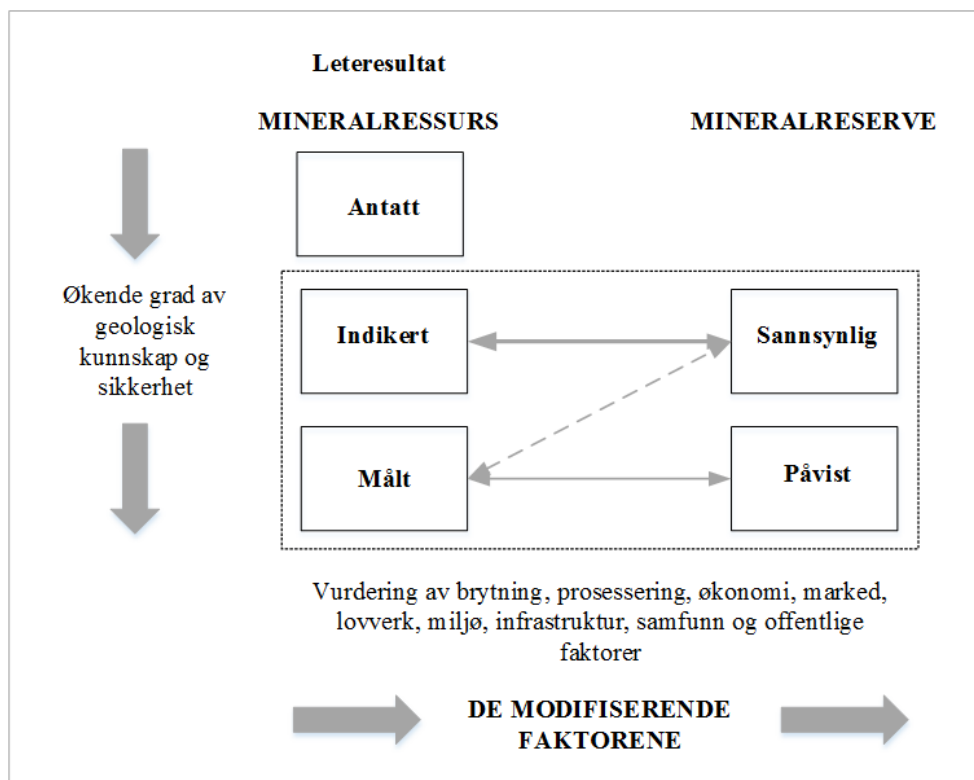 Leteresultat
MINERALRESSURS
MINERALRESERVE
Antatt
Økende grad av
geologisk
kunnskap og
sikkerhet
Indikert
Sannsynlig
Målt
Påvist
Vurdering av brytning, prosessering, økonomi, marked,
lovverk, miljø, infrastruktur, samfunn og offentlige
faktorer
DE MODIFISERENDE
FAKTORENE